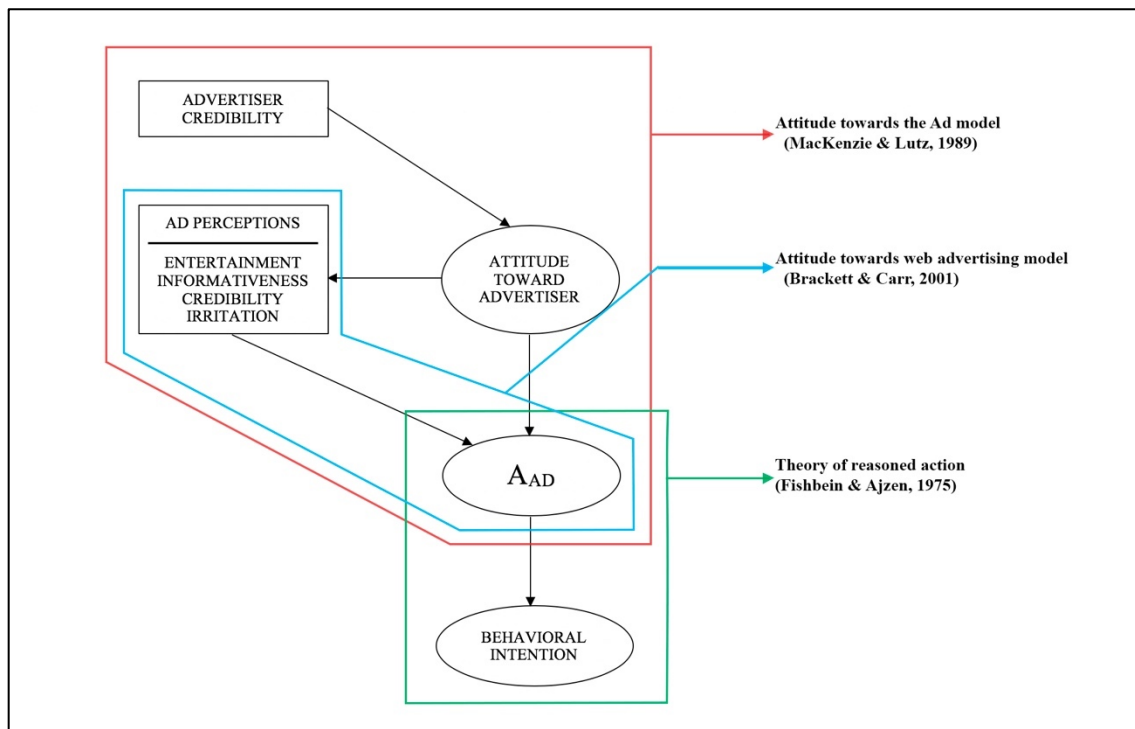 ADVERTISER
CREDIBILITY
Attitude towards the Ad model
(MacKenzie & Lutz, 1989)
AD PERCEPTIONS
ENTERTAINMENT
INFORMATIVENESS
CREDIBILITY
IRRITATION
ATTITUDE
TOWARD
ADVERTISER
Attitude towards web advertising model
(Brackett & Carr, 2001)
AAD
Theory of reasoned action
(Fishbein & Ajzen, 1975)
BEHAVIORAL
INTENTION